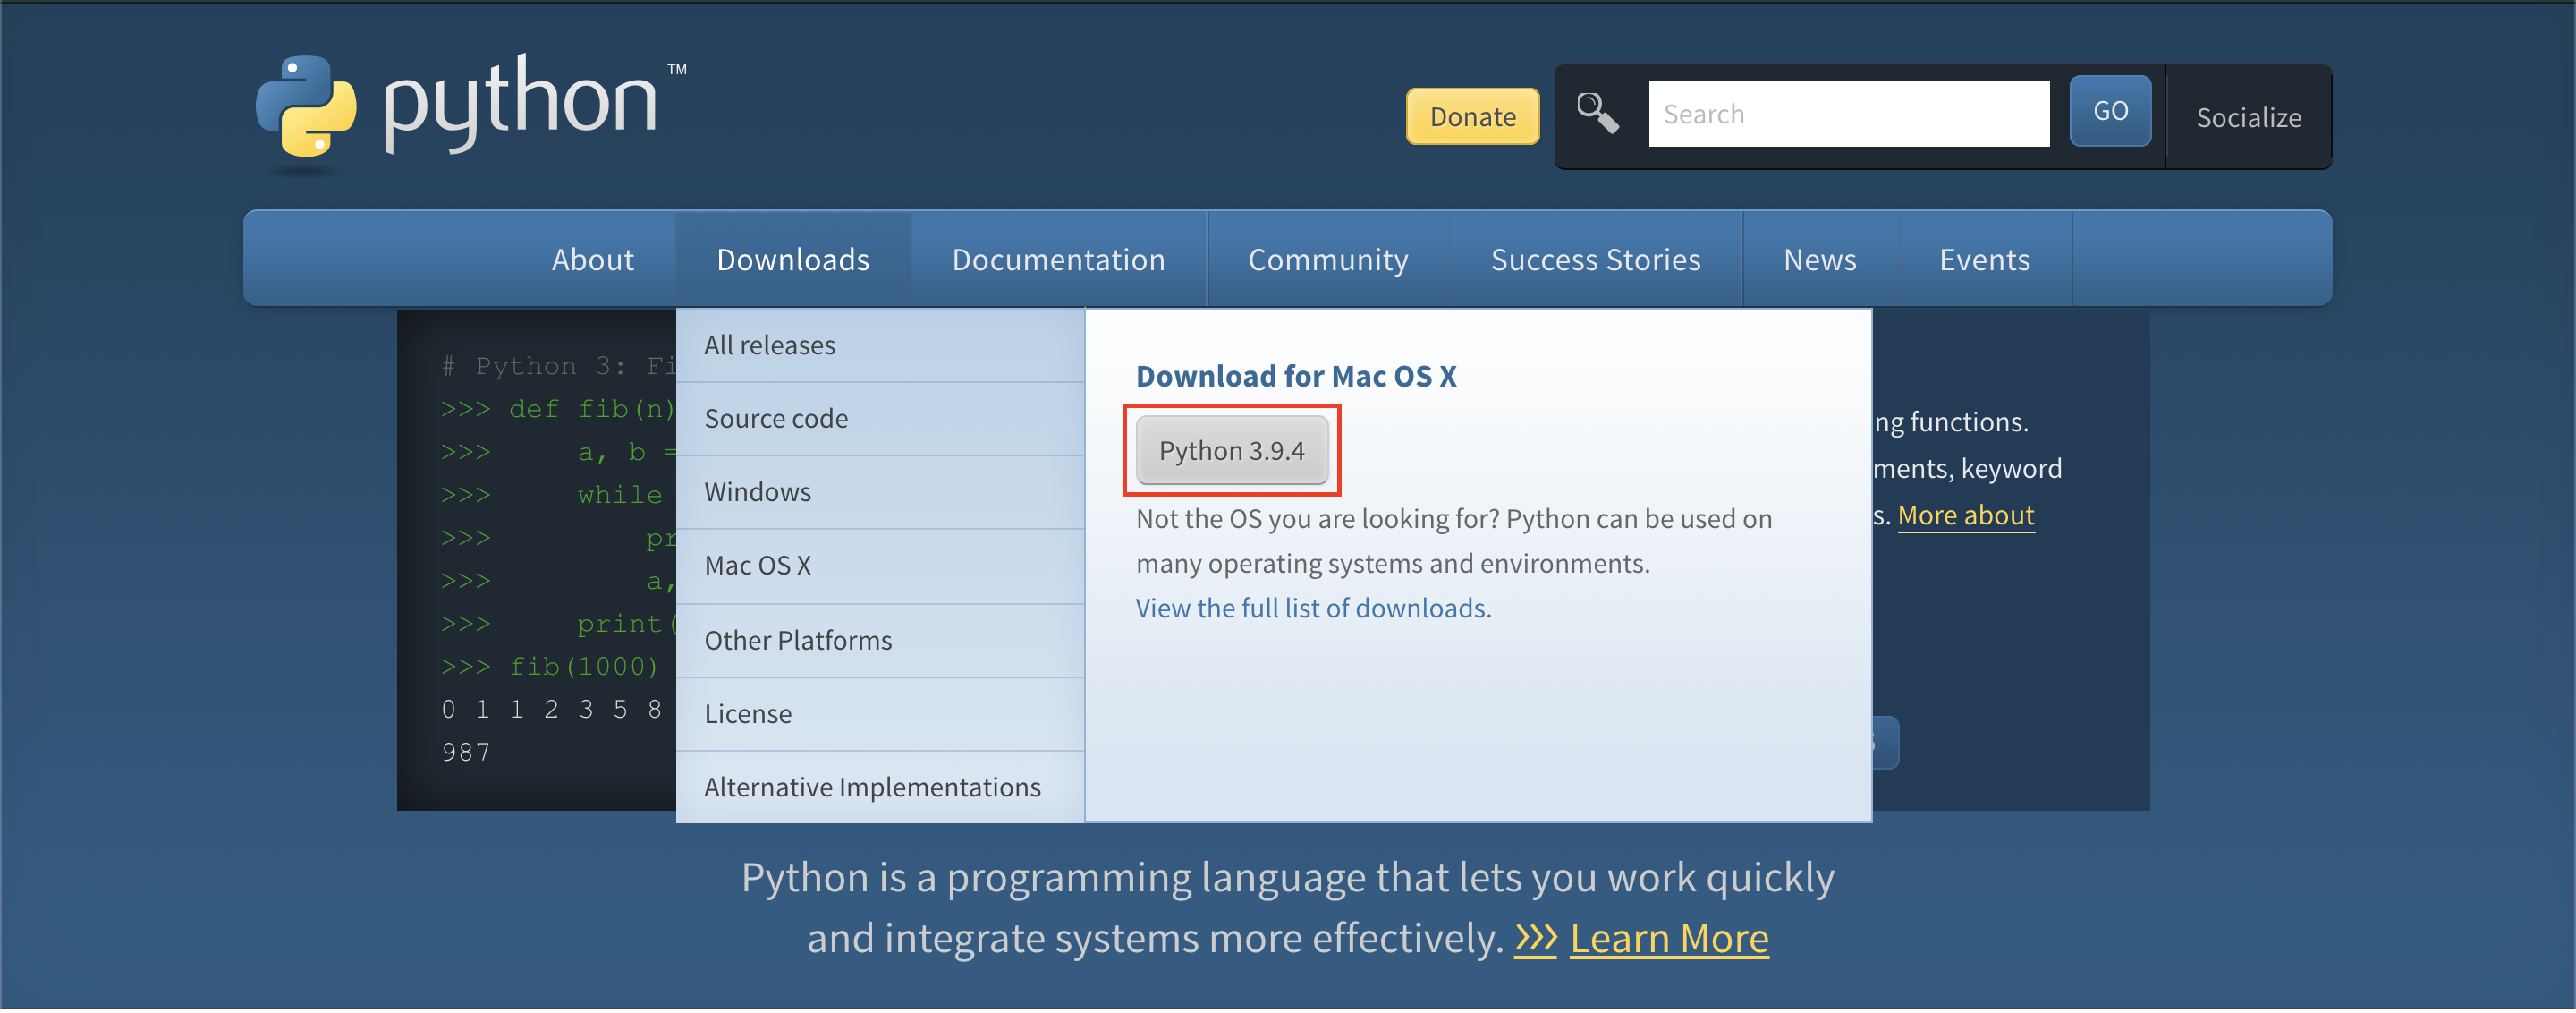 python™
Donate
Search
GO
Socialize
About
Downloads
Documentation
Community
Success Stories
News
Events
All releases
Source code
Windows
Mac OS X
Other Platforms
License
Alternative Implementations
Download for Mac OS X
Python 3.9.4
Not the OS you are looking for? Python can be used on
many operating systems and environments.
View the full list of downloads.
# Python 3: Fi
>>> def fib(n)
>>> a, b =
>>> while
>>> pr
>>> a,
>>> print(
>>> fib(1000)
0 1 1 2 3 5 8
987
ng functions.
ments, keyword
s. More about
Python is a programming language that lets you work quickly
and integrate systems more effectively. >>> Learn More